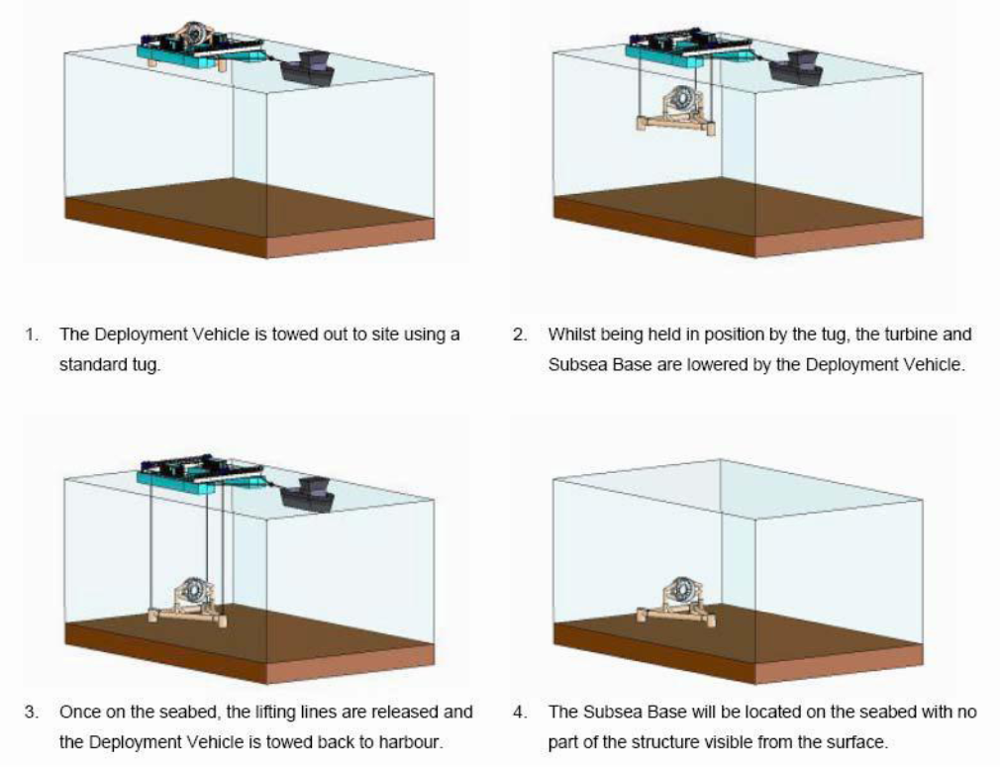 1. The Deployment Vehicle is towed out to site using a
standard tug.
2. Whilst being held in position by the tug, the turbine and
Subsea Base are lowered by the Deployment Vehicle.
3. Once on the seabed, the lifting lines are released and
the Deployment Vehicle is towed back to harbour.
4. The Subsea Base will be located on the seabed with no
part of the structure visible from the surface.